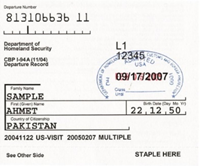 Departure Number
813106636 11
Department of
Homeland Security
CBP I-94A (11/04)
Departure Record
L1
12345
USA
09/17/2007
Family Name
SAMPLE
First (Given) Name
Birth Date (Day Mo Yr)
AHMET
22,12,50
Country of Citizenship
PAKISTAN
20041122 US-VISIT 20050207 MULTIPLE
See Other Side
STAPLE HERE